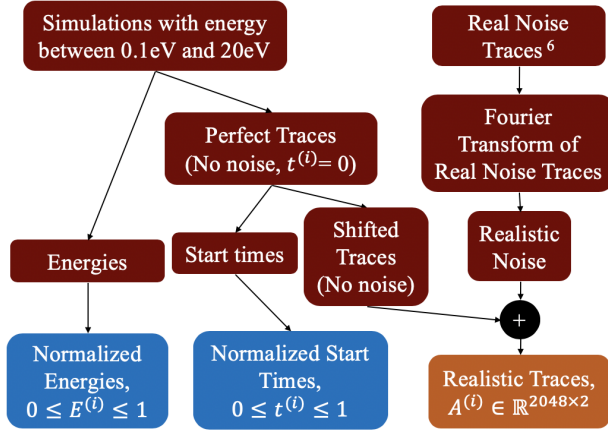 Simulations with energy
between 0.1eV and 20eV
Real Noise
Traces ⁶
Perfect Traces
(No noise, t⁽ⁱ⁾= 0)
Fourier
Transform of
Real Noise Traces
Energies
Start times
Shifted
Traces
(No noise)
Realistic
Noise
+
Normalized
Energies,
0 ≤ E⁽ⁱ⁾ ≤ 1
Normalized Start
Times,
0 ≤ t⁽ⁱ⁾ ≤ 1
Realistic Traces,
A⁽ⁱ⁾ ∈ ℝ²⁰⁴⁸ˣ²